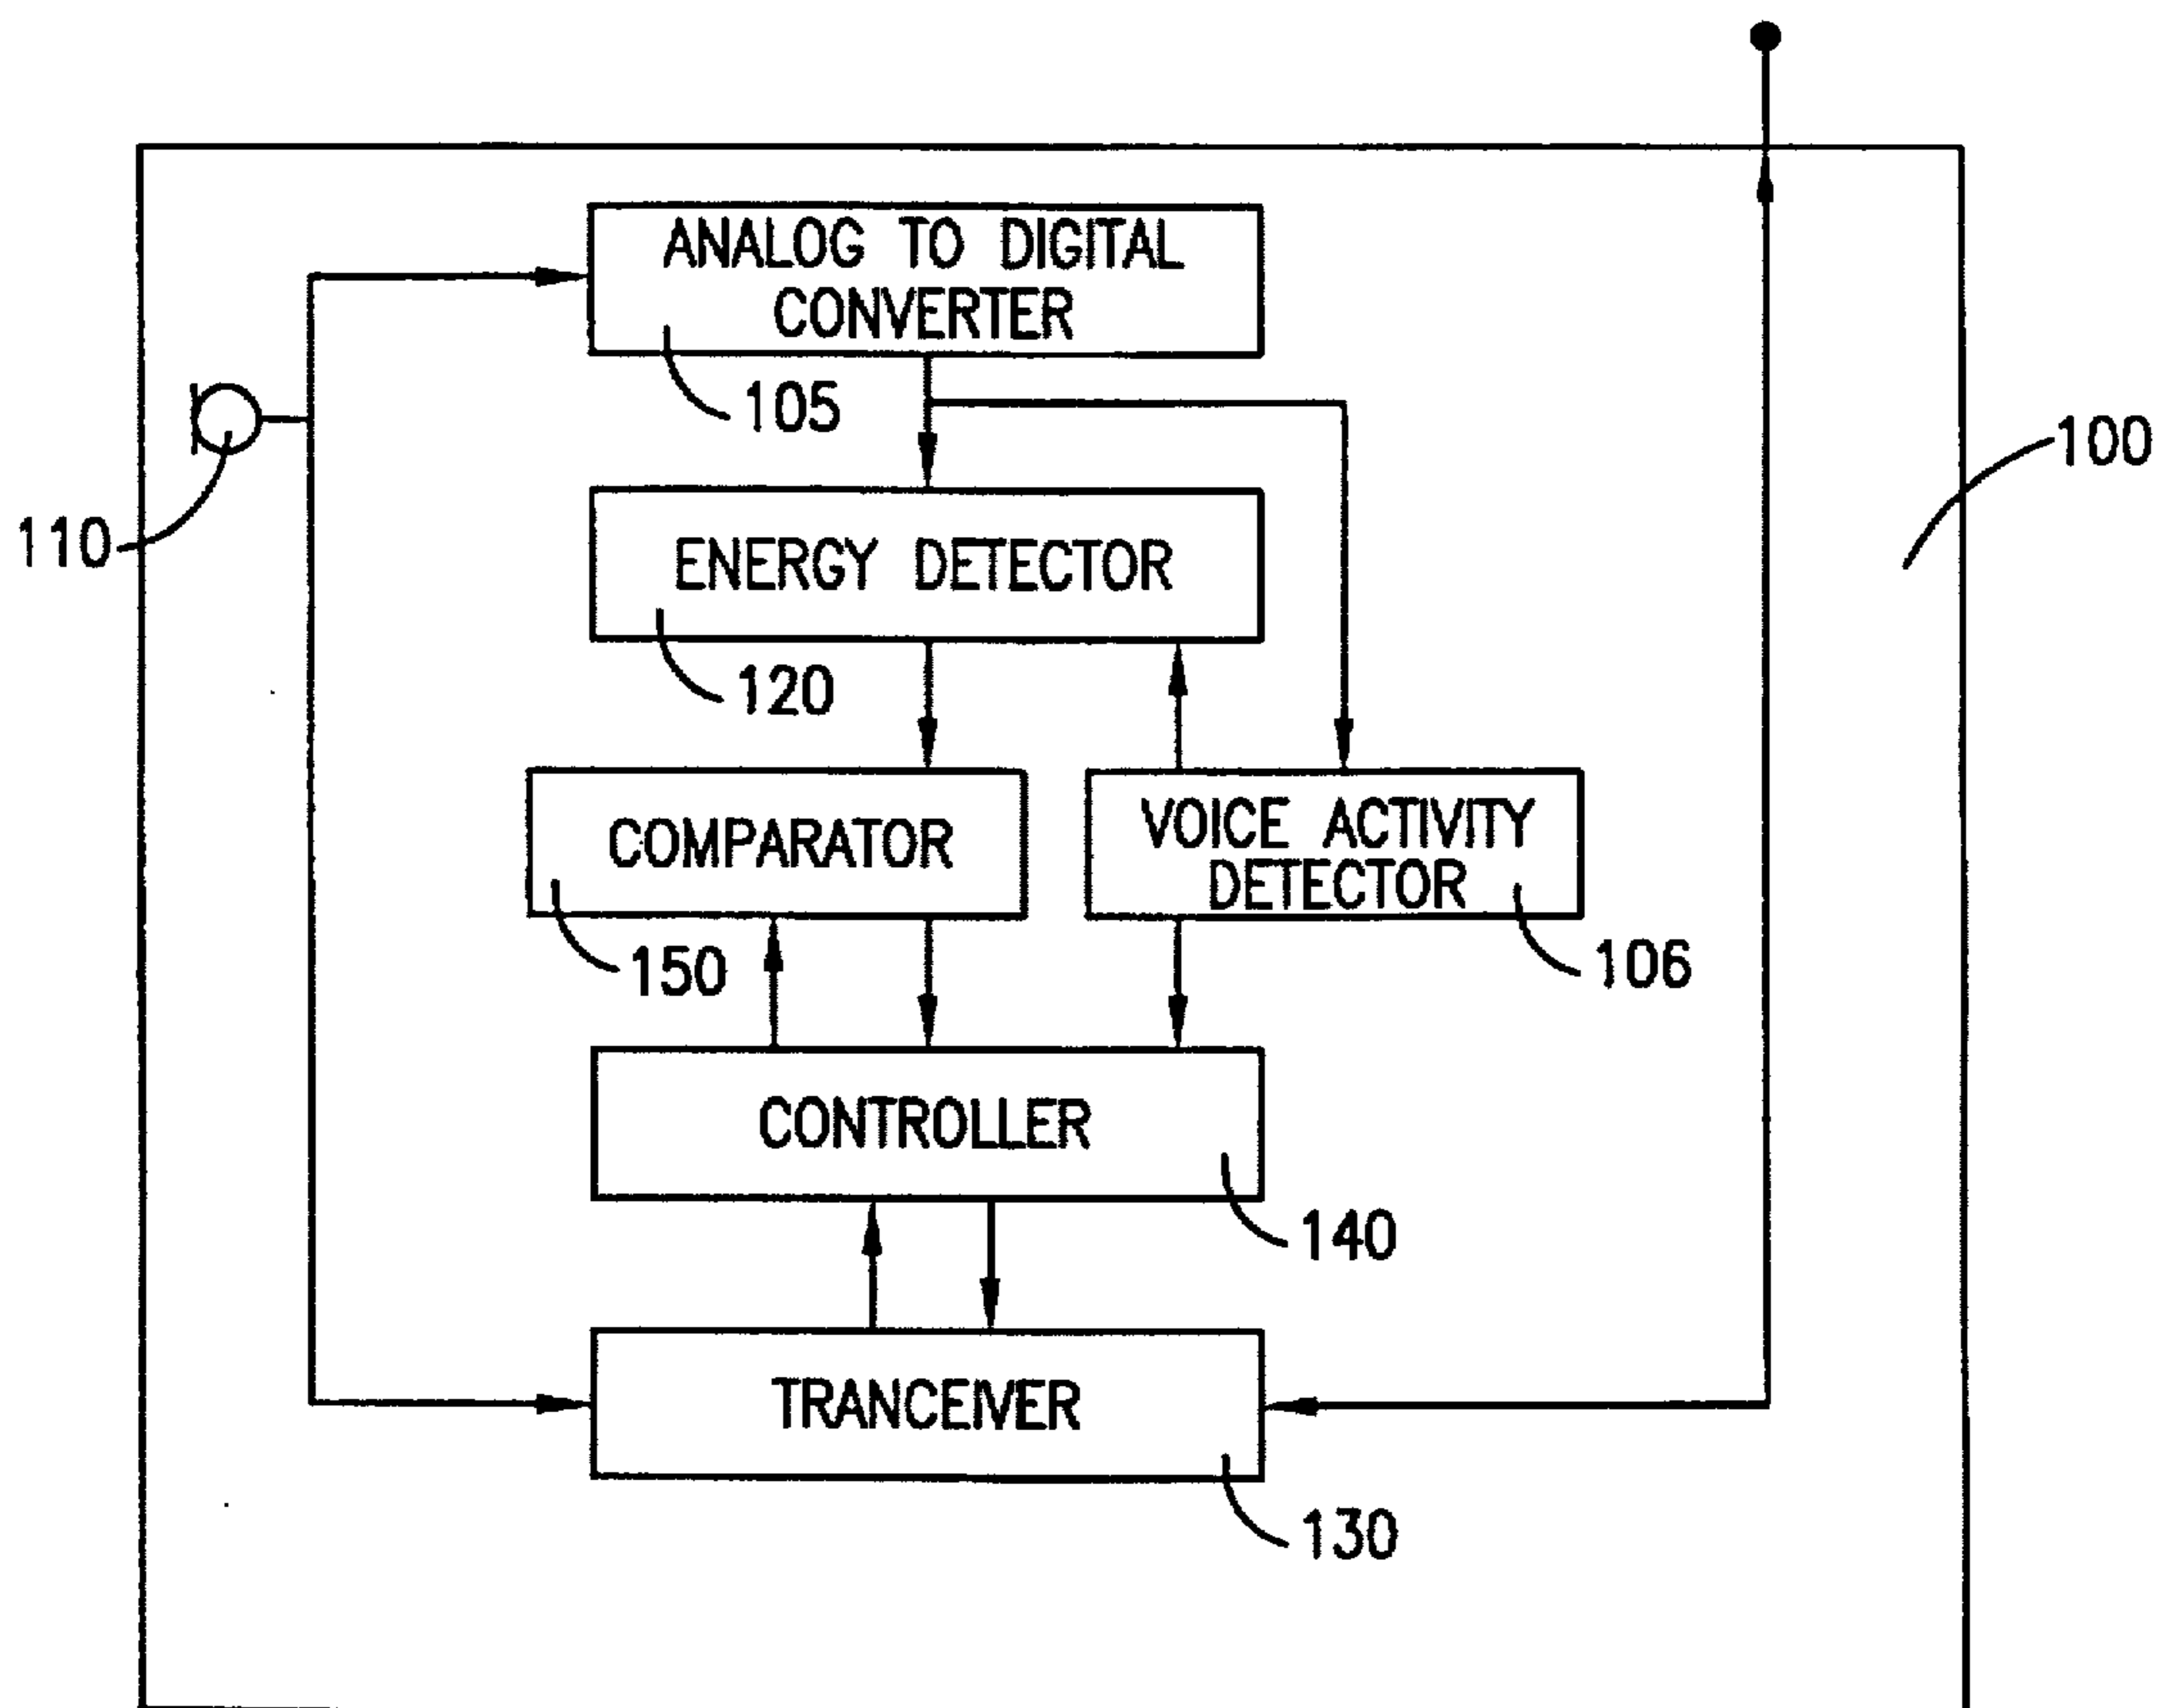 ANALOG TO DIGITAL
CONVERTER
105
100
110
ENERGY DETECTOR
120
COMPARATOR
VOICE ACTIVITY
DETECTOR
150
106
CONTROLLER
140
TRANCEIVER
130